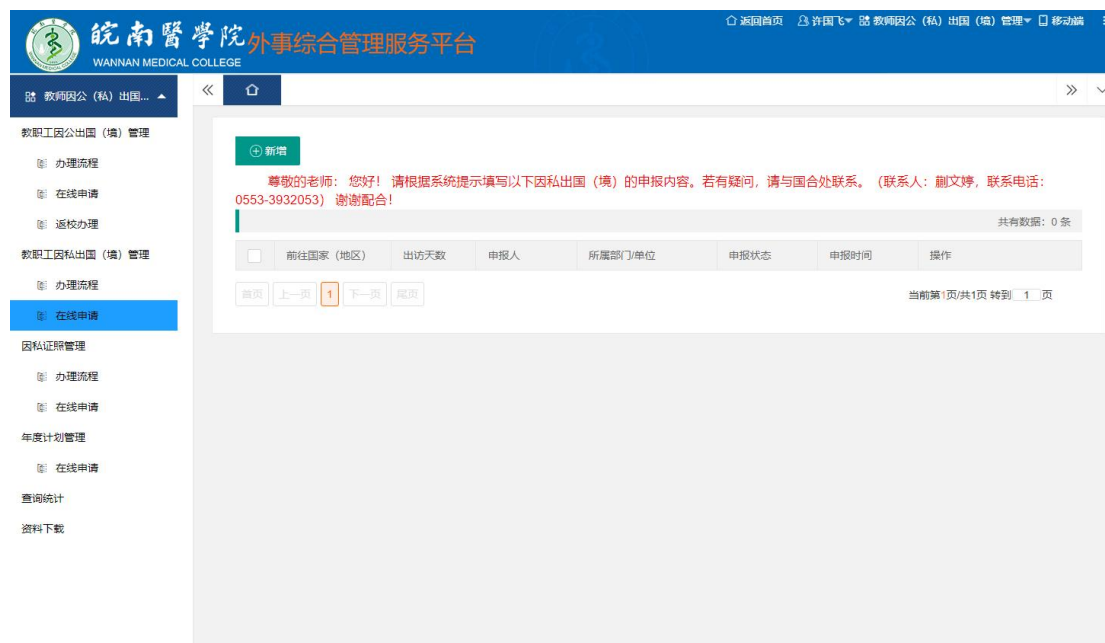 皖南醫學院
WANNAN MEDICAL COLLEGE
外事综合管理服务平台
返回首页 许国飞 教师因公（私）出国（境）管理 移动端
教师因公（私）出国...
教职工因公出国（境）管理
办理流程
在线申请
返校办理
教职工因私出国（境）管理
办理流程
在线申请
因私证照管理
办理流程
在线申请
年度计划管理
在线申请
查询统计
资料下载
新增
尊敬的老师：您好！请根据系统提示填写以下因私出国（境）的申报内容。若有疑问，请与国合处联系。（联系人：蒯文婷，联系电话：
0553-3932053）谢谢配合！
共有数据：0 条
前往国家（地区） 出访天数 申报人 所属部门/单位 申报状态 申报时间 操作
首页 上一页 1 下一页 尾页
当前第1页/共1页 转到 1 页